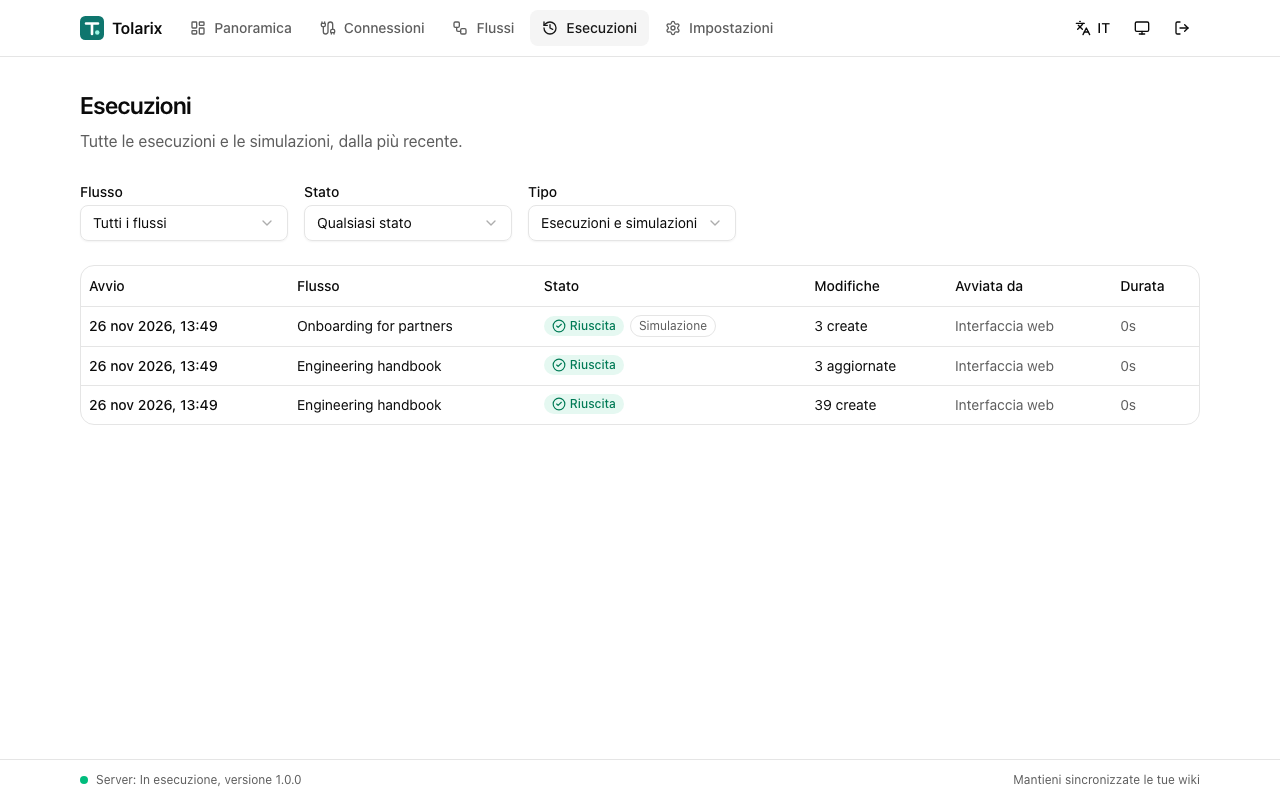 Tolarix
Panoramica
Connessioni
Flussi
Esecuzioni
Impostazioni
IT
Esecuzioni
Tutte le esecuzioni e le simulazioni, dalla più recente.
Flusso
Stato
Tipo
Tutti i flussi
Qualsiasi stato
Esecuzioni e simulazioni
Avvio Flusso Stato Modifiche Avviata da Durata
26 nov 2026, 13:49 Onboarding for partners Riuscita Simulazione 3 create Interfaccia web 0s
26 nov 2026, 13:49 Engineering handbook Riuscita 3 aggiornate Interfaccia web 0s
26 nov 2026, 13:49 Engineering handbook Riuscita 39 create Interfaccia web 0s
Server: In esecuzione, versione 1.0.0
Mantieni sincronizzate le tue wiki